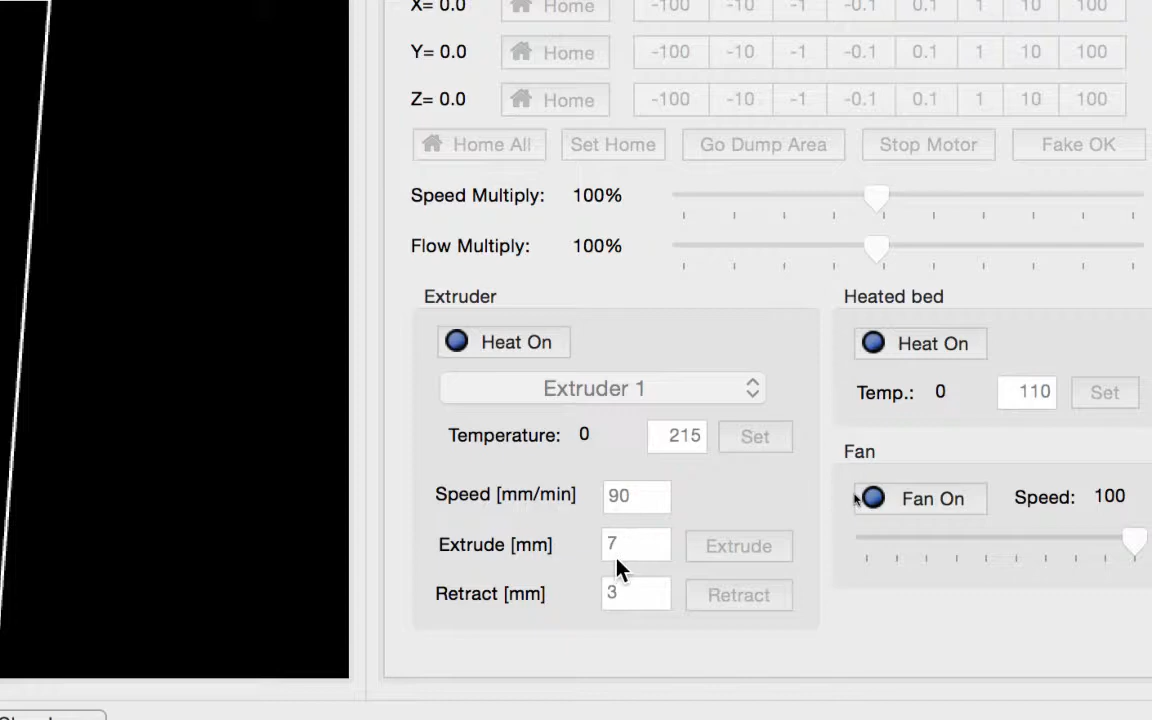 X= 0.0 Home -100 -10 -1 -0.1 0.1 1 10 100
Y= 0.0 Home -100 -10 -1 -0.1 0.1 1 10 100
Z= 0.0 Home -100 -10 -1 -0.1 0.1 1 10 100
Home All Set Home Go Dump Area Stop Motor Fake OK
Speed Multiply: 100%
Flow Multiply: 100%
Extruder
Heat On
Extruder 1
Temperature: 0 215 Set
Speed [mm/min] 90
Extrude [mm] 7 Extrude
Retract [mm] 3 Retract
Heated bed
Heat On
Temp.: 0 110 Set
Fan
Fan On Speed: 100